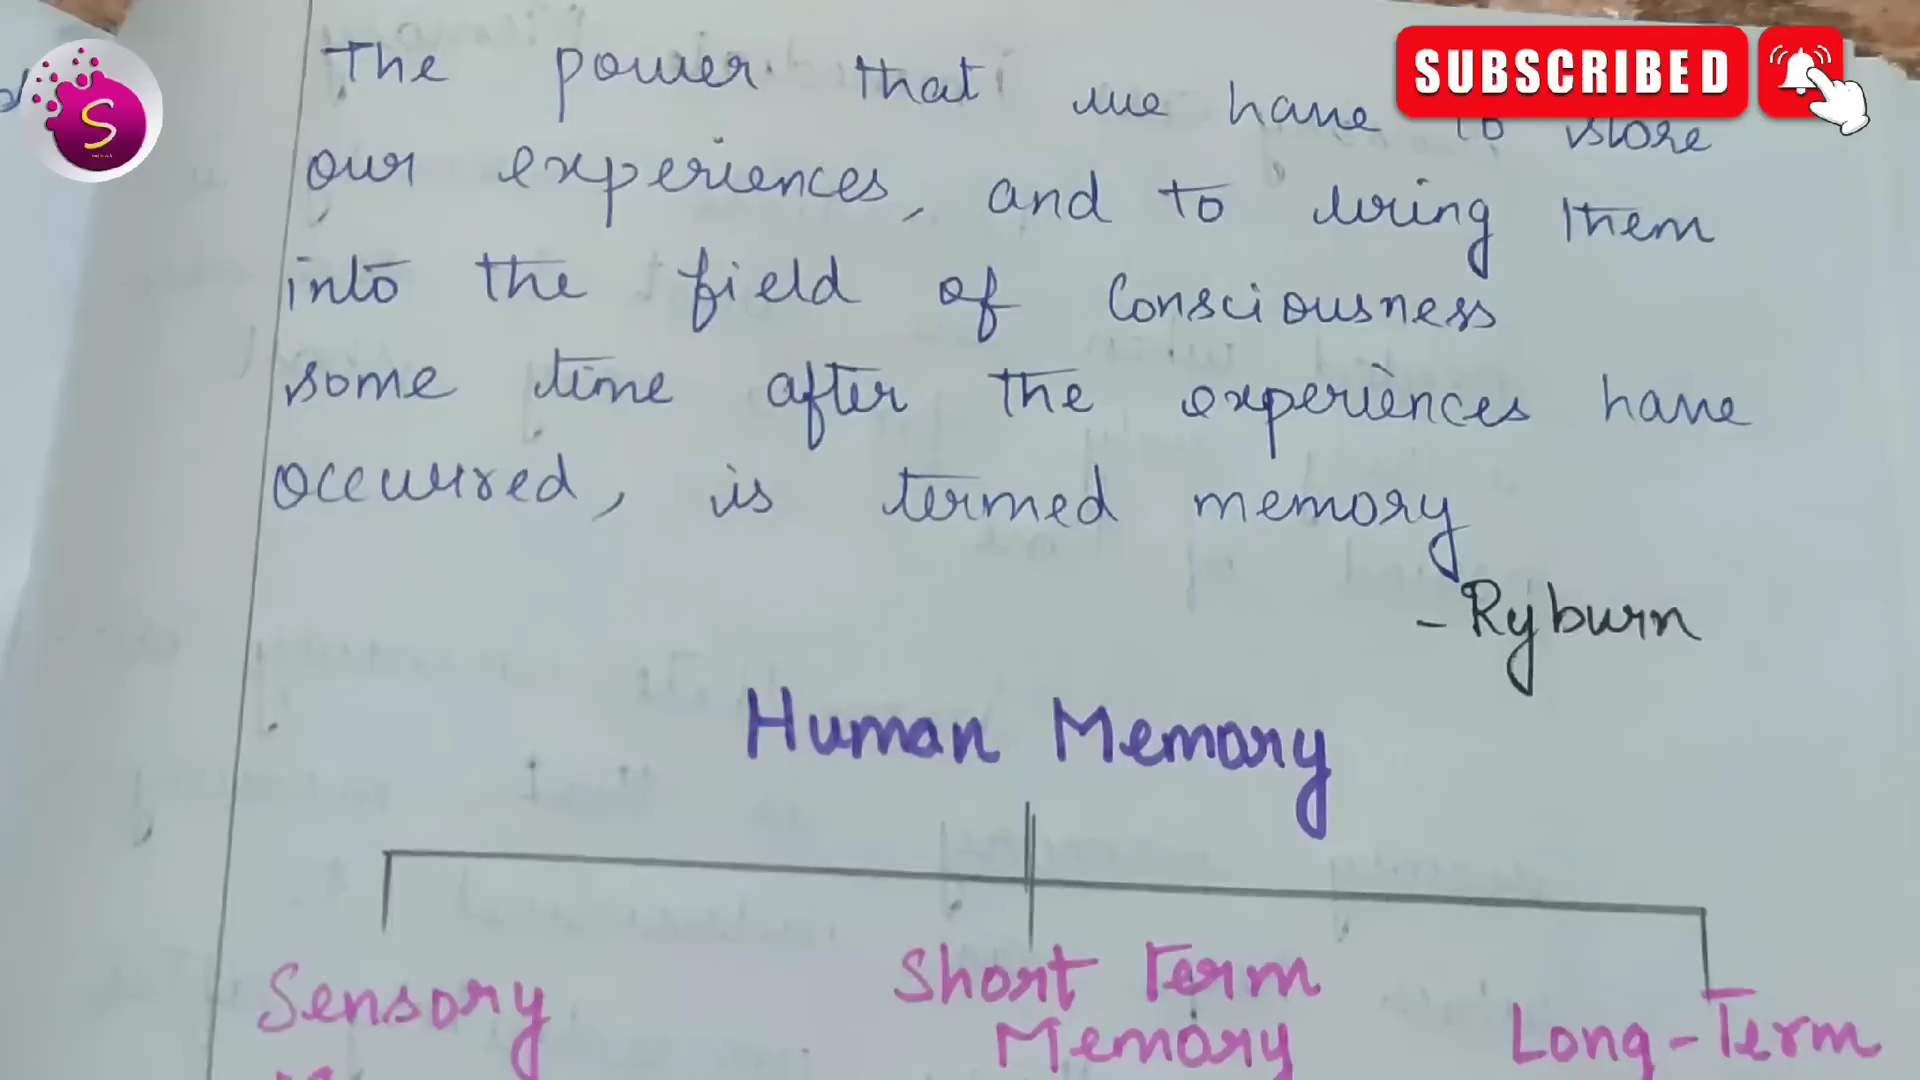 SUBSCRIBED
S
The power that we have to store
our experiences, and to bring them
into the field of Consciousness
some time after the experiences have
occurred, is termed memory
- Ryburn
Human Memory
Sensory
Short Term
Memory
Long-Term